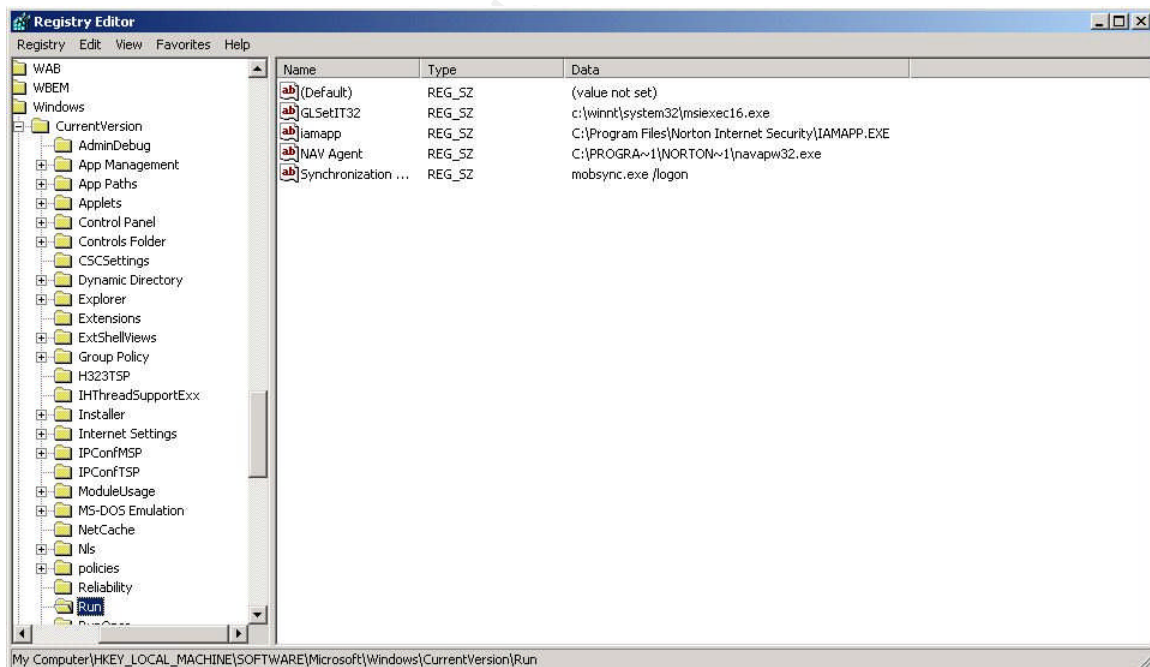 Registry Editor
Registry Edit View Favorites Help
WAB
WBEM
Windows
CurrentVersion
AdminDebug
App Management
App Paths
Applets
Control Panel
Controls Folder
CSCSettings
Dynamic Directory
Explorer
Extensions
ExtShellViews
Group Policy
H323TSP
IHThreadSupportExx
Installer
Internet Settings
IPConfMSP
IPConfTSP
ModuleUsage
MS-DOS Emulation
NetCache
Nls
policies
Reliability
Run
RunOnce
Name Type Data
(Default) REG_SZ (value not set)
GLSetIT32 REG_SZ c:\winnt\system32\msiexec16.exe
iamapp REG_SZ C:\Program Files\Norton Internet Security\IAMAPP.EXE
NAV Agent REG_SZ C:\PROGRA~1\NORTON~1\navapw32.exe
Synchronization ... REG_SZ mobsync.exe /logon
My Computer\HKEY_LOCAL_MACHINE\SOFTWARE\Microsoft\Windows\CurrentVersion\Run